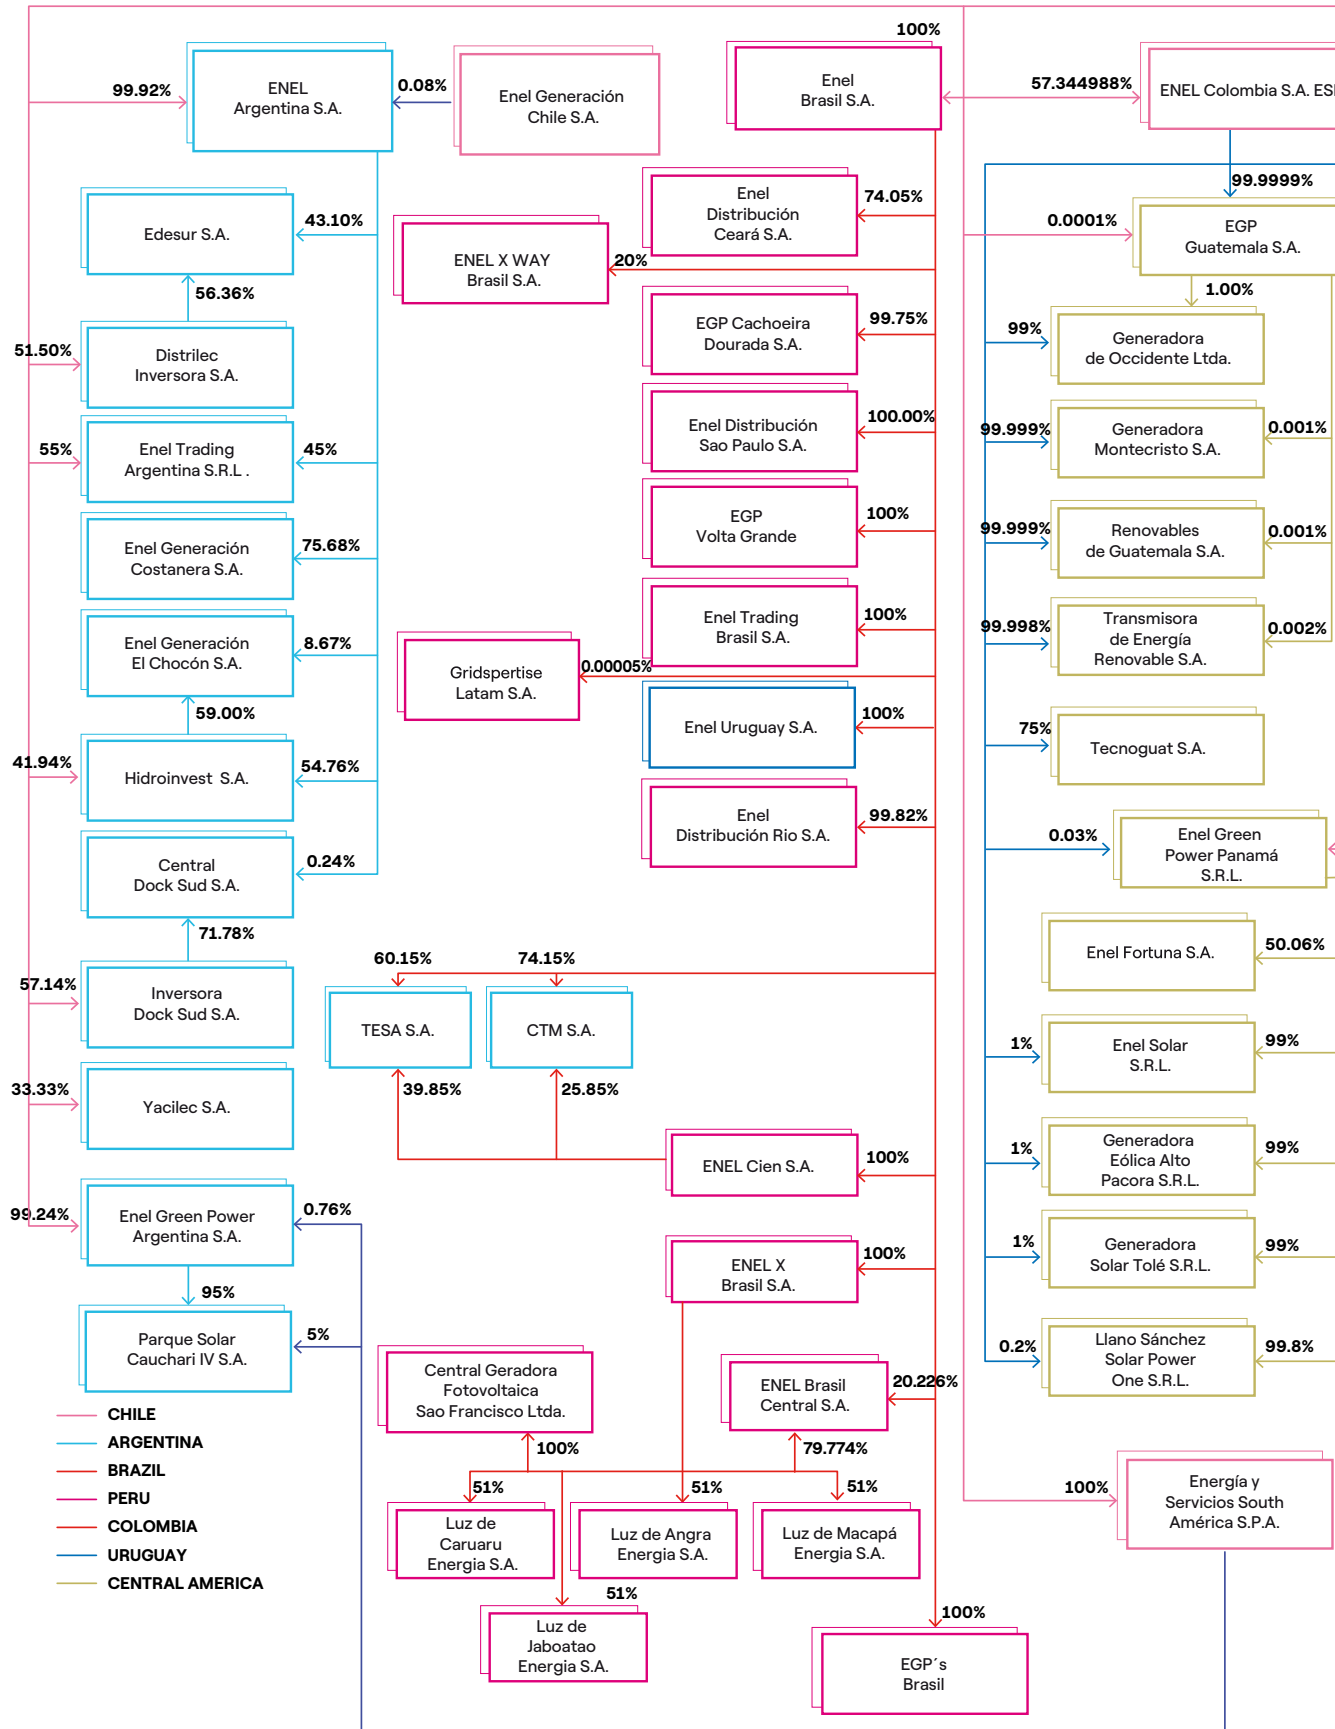 100%
ENEL
Argentina S.A.
99.92%
0.08%
Enel Generación
Chile S.A.
Enel
Brasil S.A.
57.344988%
ENEL Colombia S.A. ES
99.9999%
Edesur S.A.
43.10%
56.36%
ENEL X WAY
Brasil S.A.
20%
Enel
Distribución
Ceará S.A.
74.05%
0.0001%
EGP
Guatemala S.A.
1.00%
51.50%
Distrilec
Inversora S.A.
EGP Cachoeira
Dourada S.A.
99.75%
99%
Generadora
de Occidente Ltda.
55%
Enel Trading
Argentina S.R.L .
45%
Enel Distribución
Sao Paulo S.A.
100.00%
99.999%
Generadora
Montecristo S.A.
0.001%
Enel Generación
Costanera S.A.
75.68%
EGP
Volta Grande
100%
99.999%
Renovables
de Guatemala S.A.
0.001%
Enel Generación
El Chocón S.A.
8.67%
59.00%
Gridspertise
Latam S.A.
0.00005%
Enel Trading
Brasil S.A.
100%
99.998%
Transmisora
de Energía
Renovable S.A.
0.002%
41.94%
Hidroinvest S.A.
54.76%
Enel Uruguay S.A.
100%
75%
Tecnoguat S.A.
Central
Dock Sud S.A.
0.24%
71.78%
Enel
Distribución Rio S.A.
99.82%
0.03%
Enel Green
Power Panamá
S.R.L.
57.14%
Inversora
Dock Sud S.A.
60.15%
74.15%
TESA S.A.
CTM S.A.
39.85%
25.85%
Enel Fortuna S.A.
50.06%
33.33%
Yacilec S.A.
1%
Enel Solar
S.R.L.
99%
ENEL Cien S.A.
100%
1%
Generadora
Eólica Alto
Pacora S.R.L.
99%
99.24%
Enel Green Power
Argentina S.A.
0.76%
95%
ENEL X
Brasil S.A.
100%
1%
Generadora
Solar Tolé S.R.L.
99%
Parque Solar
Cauchari IV S.A.
5%
Central Geradora
Fotovoltaica
Sao Francisco Ltda.
100%
ENEL Brasil
Central S.A.
20.226%
79.774%
0.2%
Llano Sánchez
Solar Power
One S.R.L.
99.8%
CHILE
ARGENTINA
BRAZIL
PERU
COLOMBIA
URUGUAY
CENTRAL AMERICA
51%
Luz de
Caruaru
Energia S.A.
51%
Luz de Angra
Energia S.A.
51%
Luz de Macapá
Energia S.A.
100%
Energía y
Servicios South
América S.P.A.
51%
Luz de
Jaboatao
Energia S.A.
100%
EGP´s
Brasil